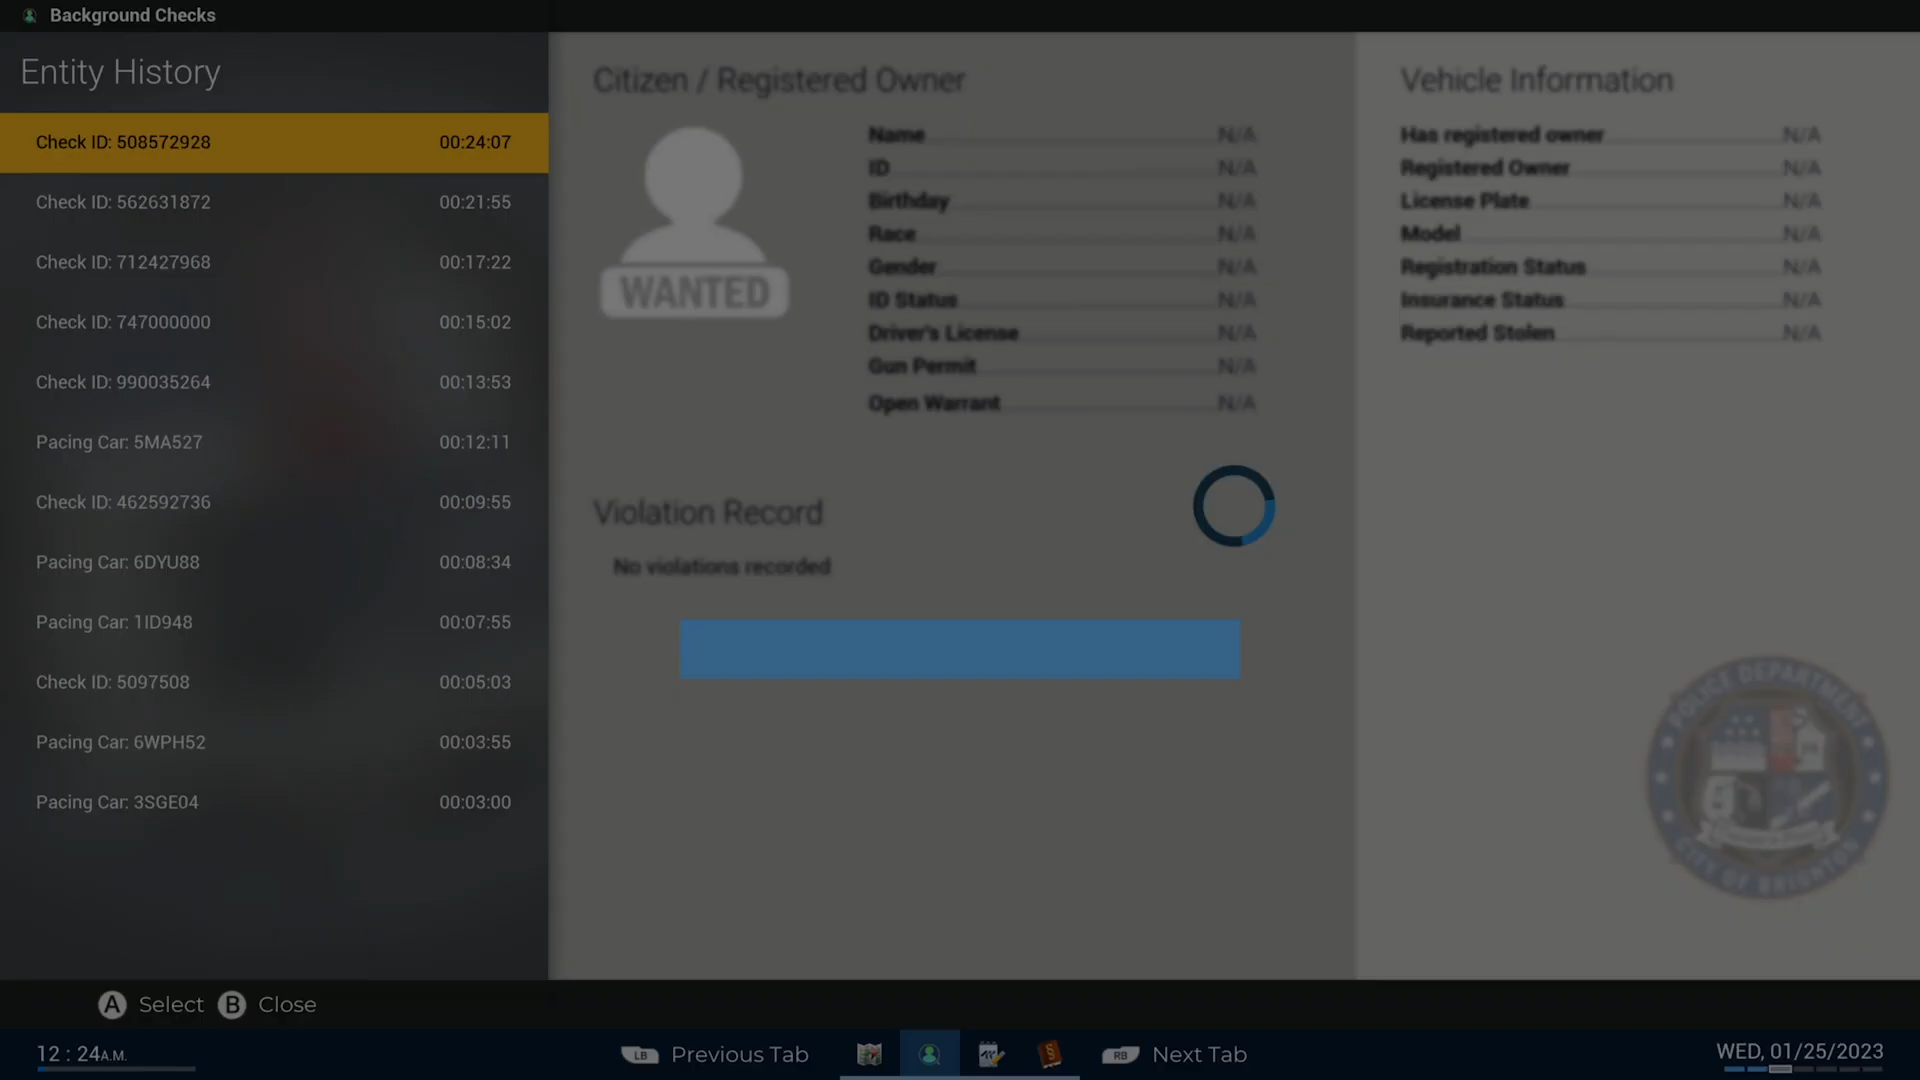 Background Checks
Entity History
Check ID: 508572928 00:24:07
Check ID: 562631872 00:21:55
Check ID: 712427968 00:17:22
Check ID: 747000000 00:15:02
Check ID: 990035264 00:13:53
Pacing Car: 5MA527 00:12:11
Check ID: 462592736 00:09:55
Pacing Car: 6DYU88 00:08:34
Pacing Car: 1ID948 00:07:55
Check ID: 5097508 00:05:03
Pacing Car: 6WPH52 00:03:55
Pacing Car: 3SGE04 00:03:00
Citizen / Registered Owner
WANTED
Name N/A
ID N/A
Birthday N/A
Race N/A
Gender N/A
ID Status N/A
Driver's License N/A
Gun Permit N/A
Open Warrant N/A
Violation Record
No violations recorded
Vehicle Information
Has registered owner N/A
Registered Owner N/A
License Plate N/A
Model N/A
Registration Status N/A
Insurance Status N/A
Reported Stolen N/A
POLICE DEPARTMENT
CITY OF BRIGHTON
A Select B Close
12 : 24 A.M.
LB Previous Tab
RB Next Tab
WED, 01/25/2023